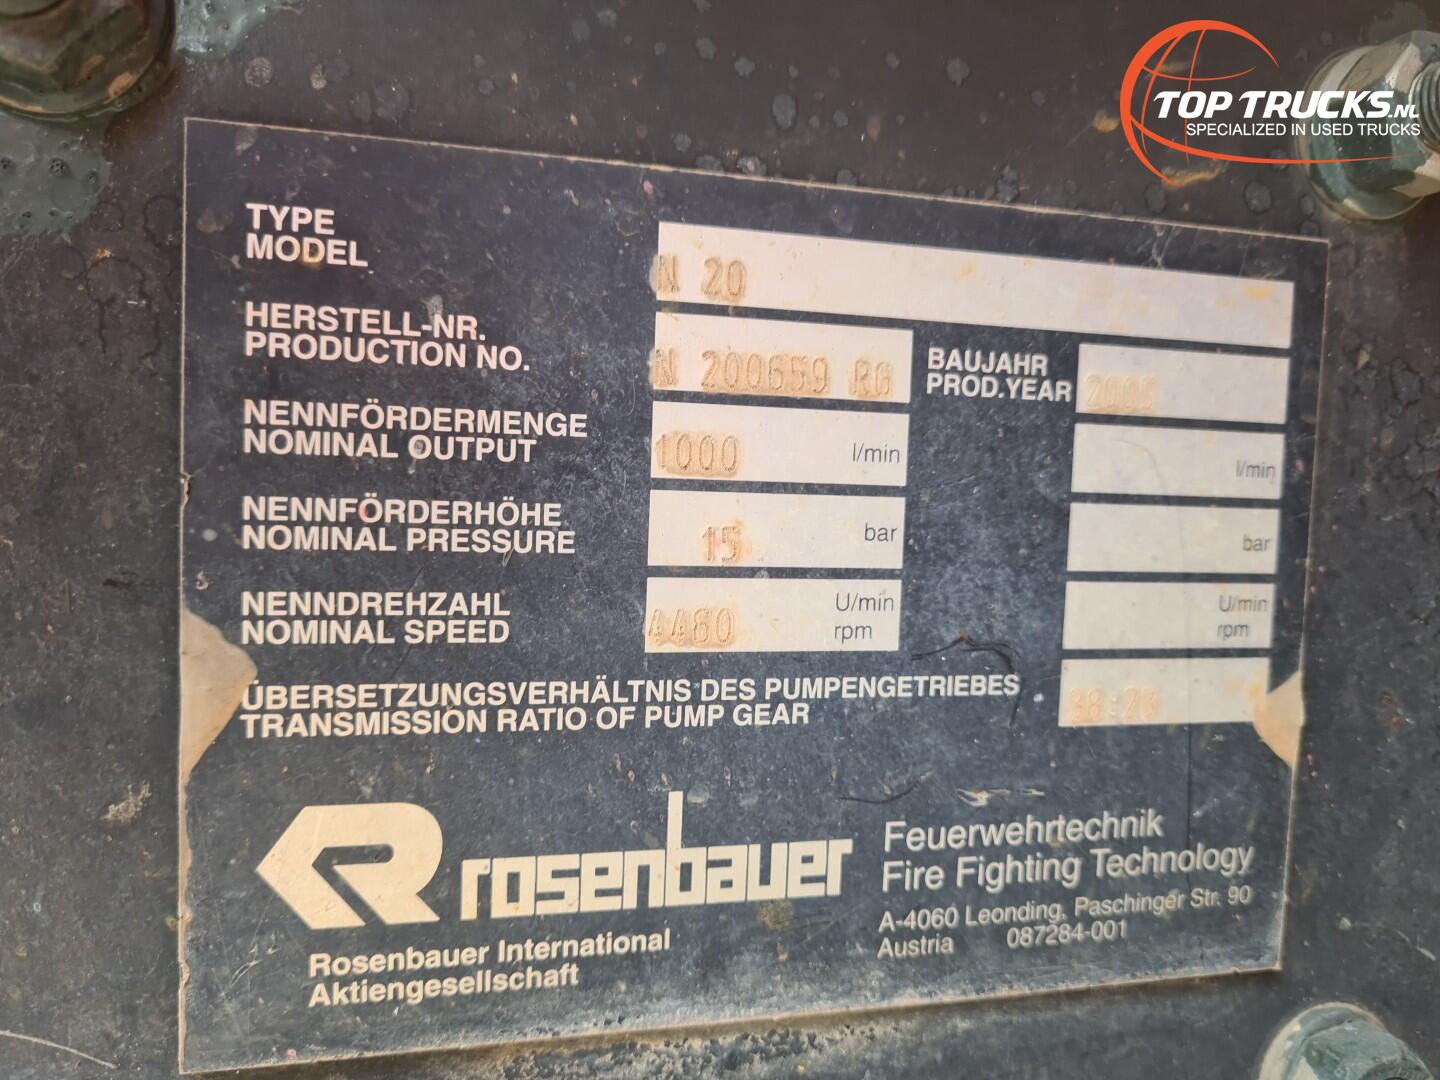 TOP TRUCKS.NL
SPECIALIZED IN USED TRUCKS
TYPE
MODEL
N 20
HERSTELL-NR.
PRODUCTION NO.
N 200659 RG
BAUJAHR
PROD.YEAR
2005
NENNFÖRDERMENGE
NOMINAL OUTPUT
1000 l/min
l/min
NENNFÖRDERHÖHE
NOMINAL PRESSURE
15 bar
bar
NENNDREHZAHL
NOMINAL SPEED
U/min
rpm
U/min
rpm
ÜBERSETZUNGSVERHÄLTNIS DES PUMPENGETRIEBES
TRANSMISSION RATIO OF PUMP GEAR
R rosenbauer
Rosenbauer International
Aktiengesellschaft
Feuerwehrtechnik
Fire Fighting Technology
A-4060 Leonding, Paschinger Str. 90
Austria 087284-001